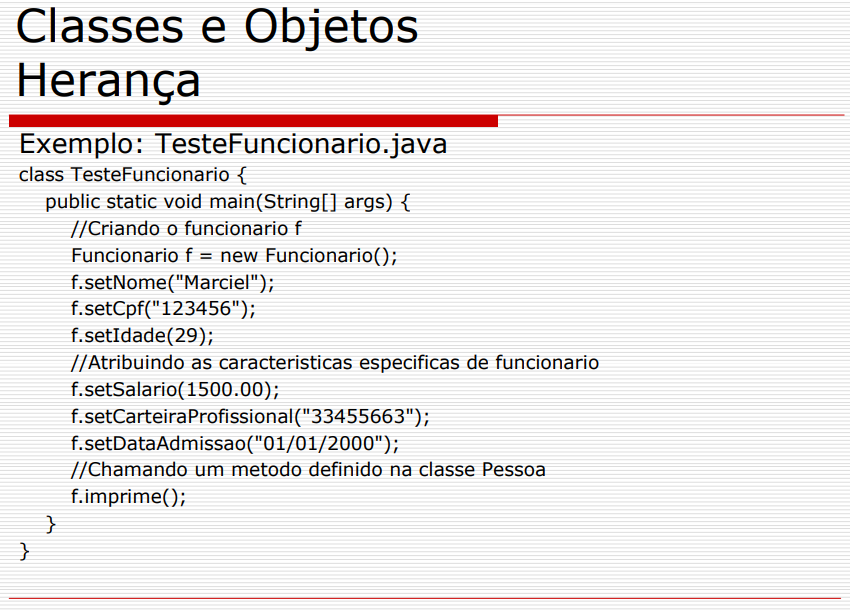 Classes e Objetos
Herança
Exemplo: TesteFuncionario.java
class TesteFuncionario {
public static void main(String[] args) {
//Criando o funcionario f
Funcionario f = new Funcionario();
f.setNome("Marciel");
f.setCpf("123456");
f.setIdade(29);
//Atribuindo as caracteristicas especificas de funcionario
f.setSalario(1500.00);
f.setCarteiraProfissional("33455663");
f.setDataAdmissao("01/01/2000");
//Chamando um metodo definido na classe Pessoa
f.imprime();
}
}